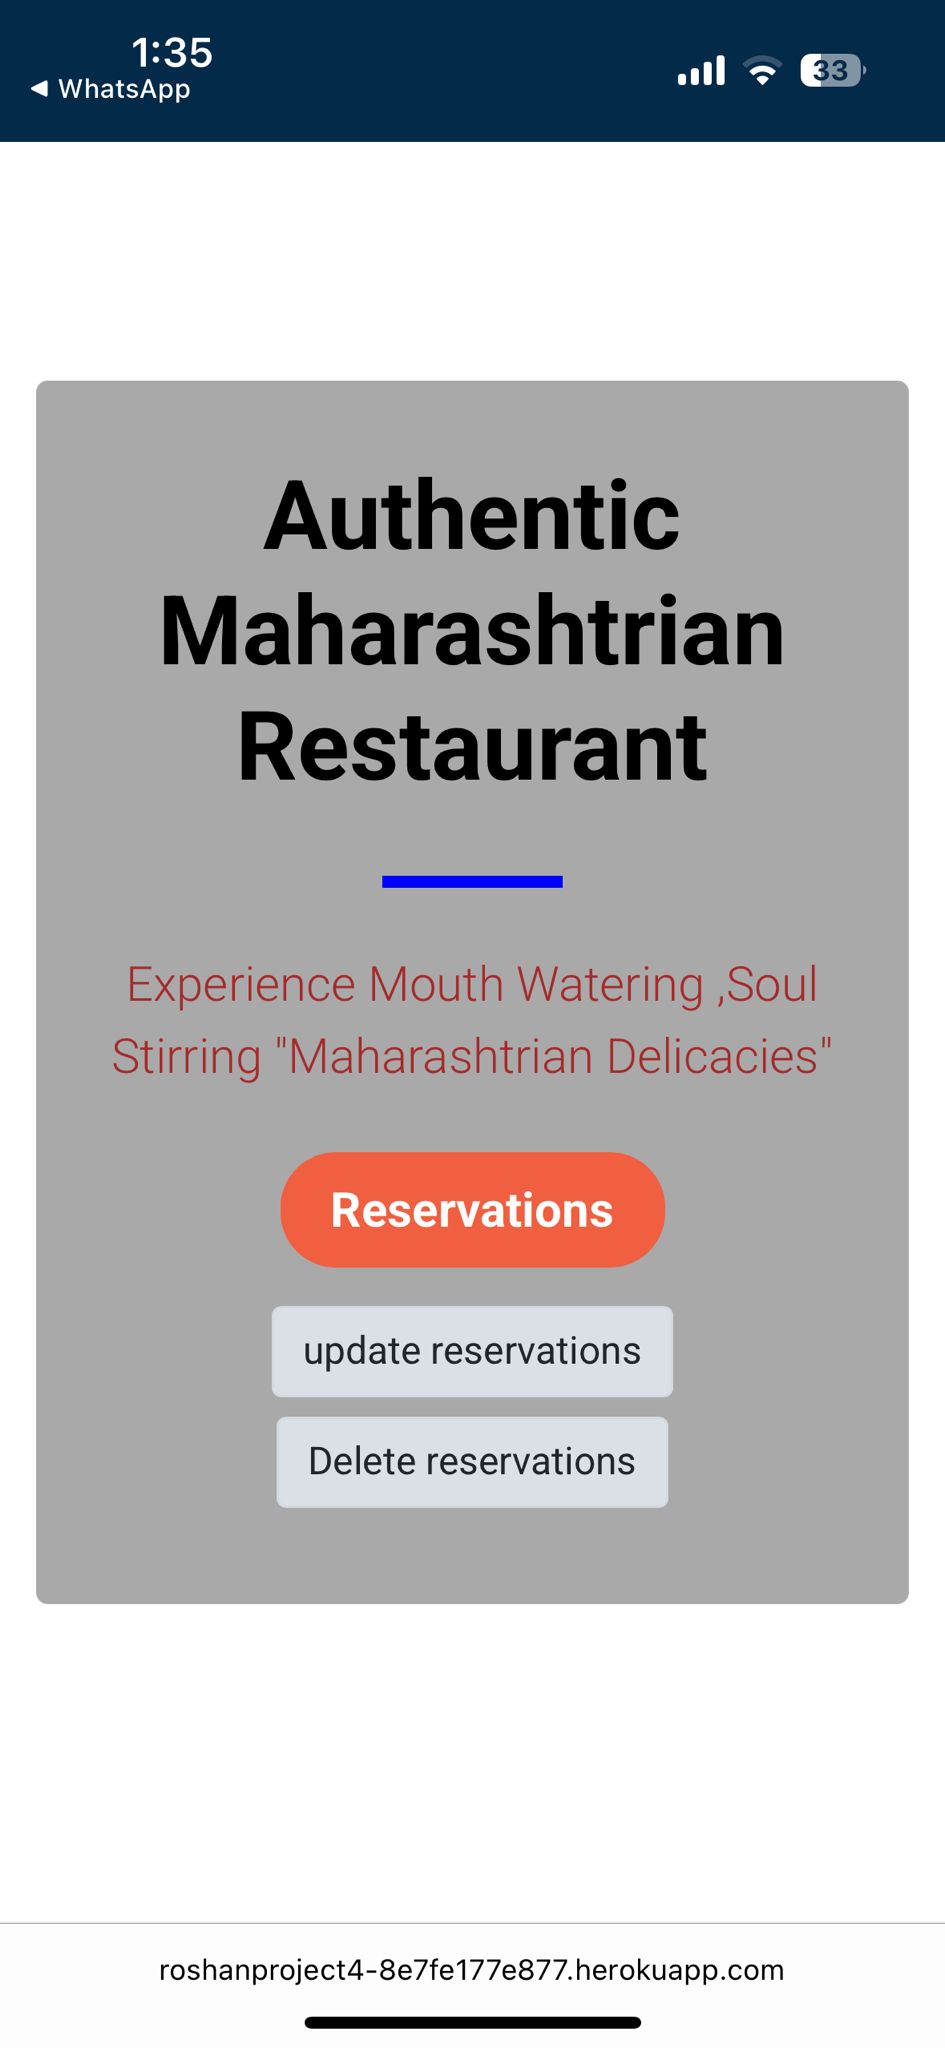 1:35
◀ WhatsApp
33
Authentic
Maharashtrian
Restaurant
Experience Mouth Watering ,Soul
Stirring "Maharashtrian Delicacies"
Reservations
update reservations
Delete reservations
roshanproject4-8e7fe177e877.herokuapp.com